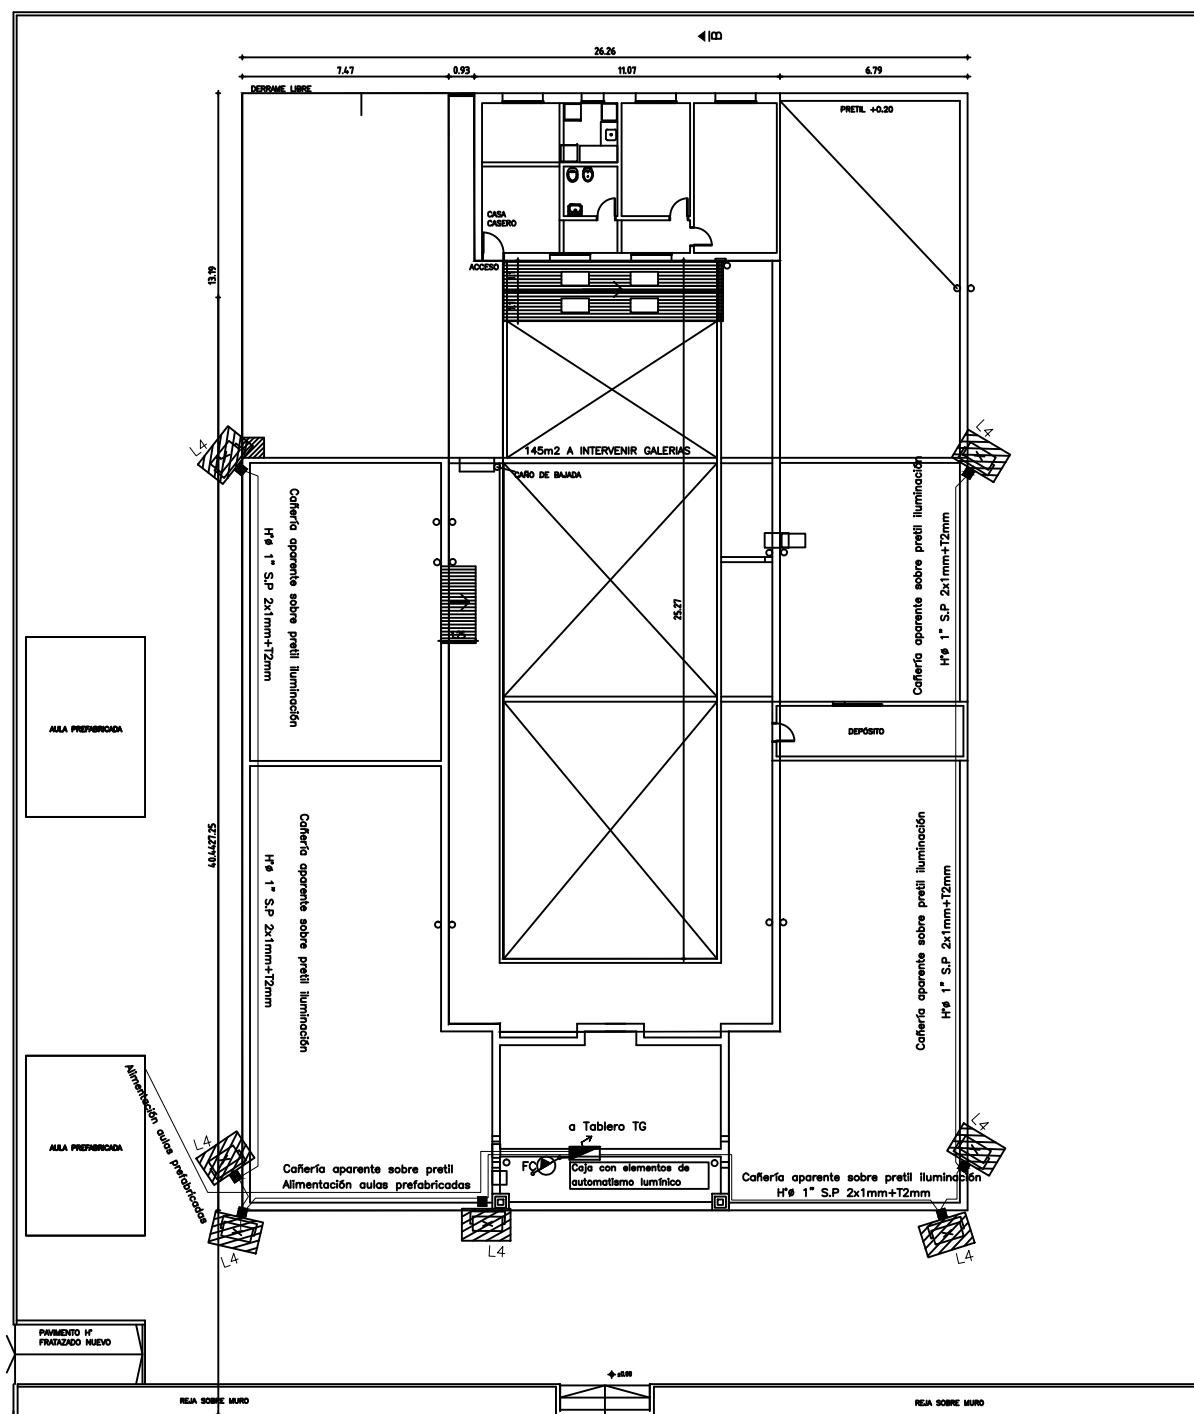 B
26.26
7.47
0.93
11.07
6.79
DERRAME LIBRE
PRETIL +0.20
CASA
CASERO
ACCESO
13.19
L4
L4
145m2 A INTERVENIR GALERIAS
CAÑO DE BAJADA
Cañería aparente sobre pretil iluminación
H°ø 1" S.P 2x1mm+T2mm
Cañería aparente sobre pretil iluminación
H°ø 1" S.P 2x1mm+T2mm
25.27
AULA PREFABRICADA
DEPÓSITO
40.4427.25
Cañería aparente sobre pretil iluminación
H°ø 1" S.P 2x1mm+T2mm
Cañería aparente sobre pretil iluminación
H°ø 1" S.P 2x1mm+T2mm
Alimentación aulas prefabricadas
AULA PREFABRICADA
a Tablero TG
L4
L4
FC
Caja con elementos de
automatismo lumínico
Cañería aparente sobre pretil
Alimentación aulas prefabricadas
Cañería aparente sobre pretil iluminación
H°ø 1" S.P 2x1mm+T2mm
L4
L4
L4
PAVIMENTO H°
FRATAZADO NUEVO
±0.00
REJA SOBRE MURO
REJA SOBRE MURO